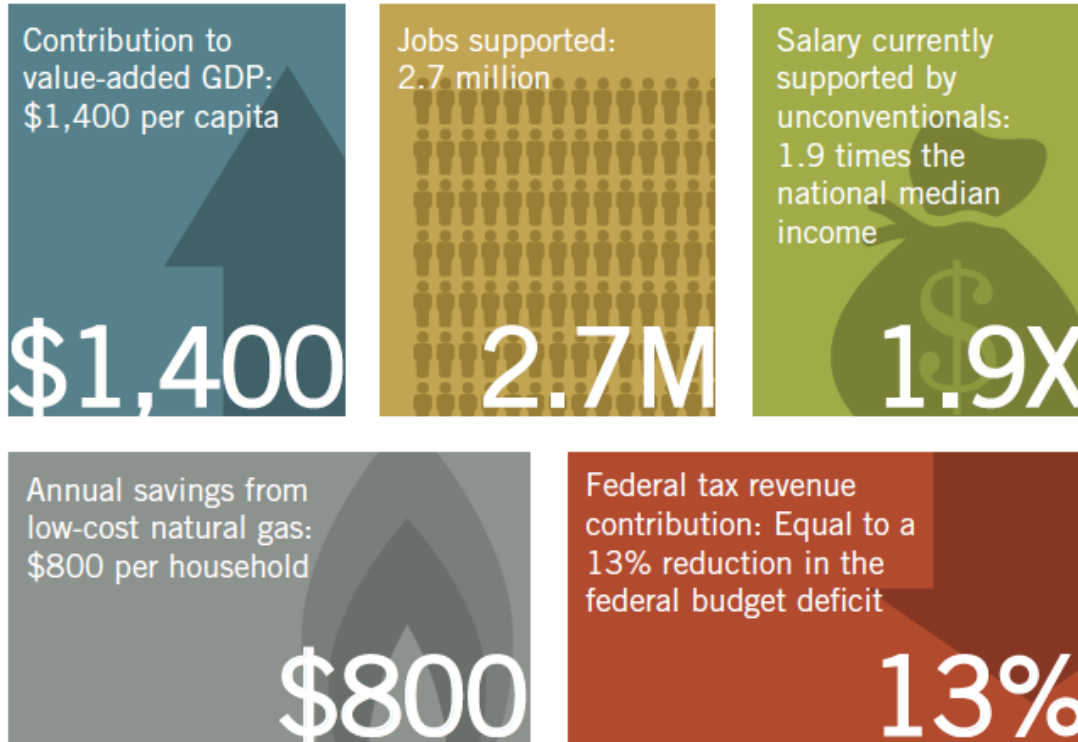 Contribution to
value-added GDP:
$1,400 per capita
$1,400
Jobs supported:
2.7 million
2.7M
Salary currently
supported by
unconventionals:
1.9 times the
national median
income
$
1.9X
Annual savings from
low-cost natural gas:
$800 per household
$800
Federal tax revenue
contribution: Equal to a
13% reduction in the
federal budget deficit
13%